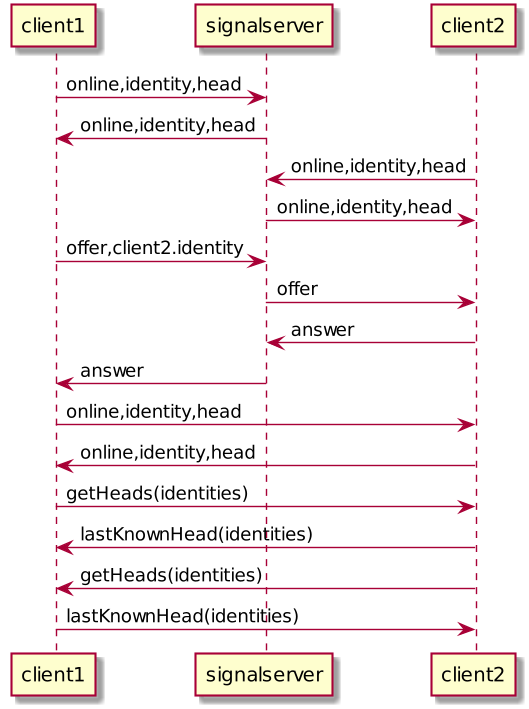 client1 signalserver client2
online,identity,head
online,identity,head
online,identity,head
online,identity,head
offer,client2.identity
offer
answer
answer
online,identity,head
online,identity,head
getHeads(identities)
lastKnownHead(identities)
getHeads(identities)
lastKnownHead(identities)
client1 signalserver client2